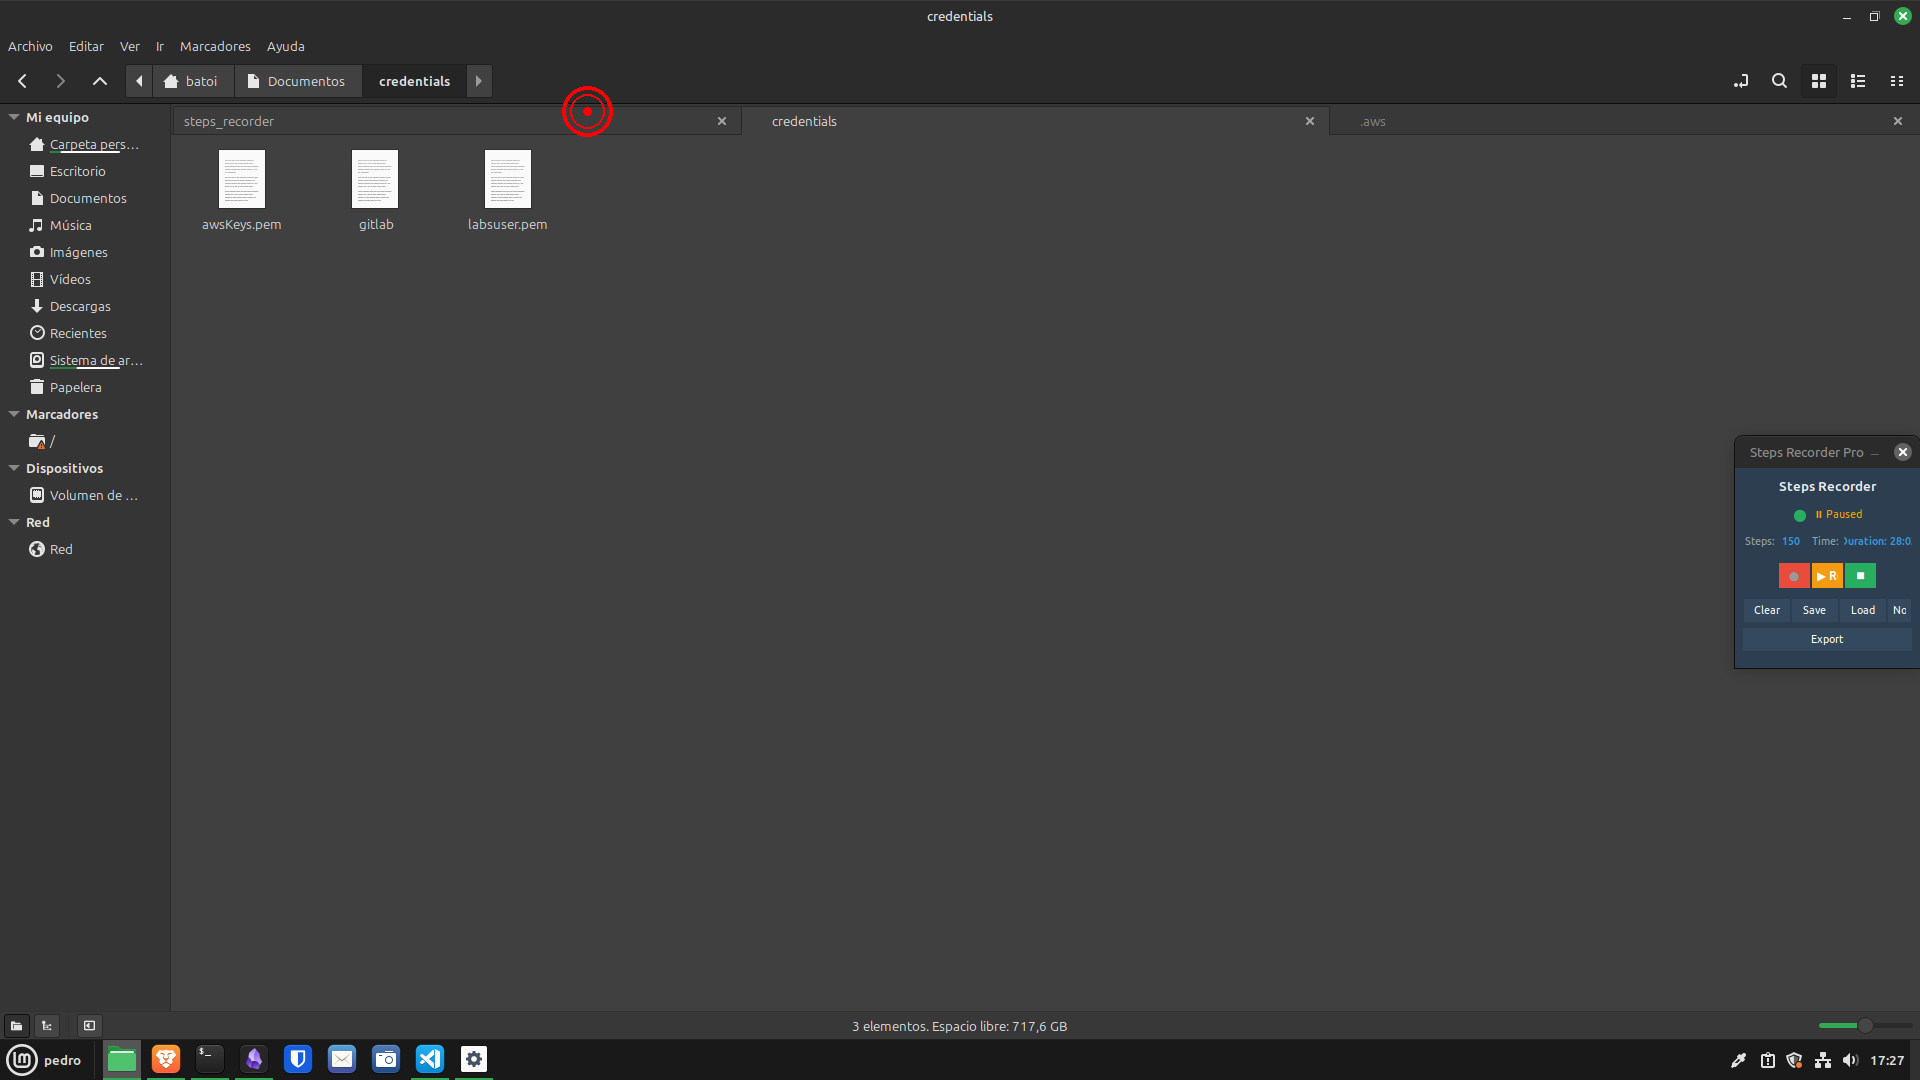 credentials
Archivo Editar Ver Ir Marcadores Ayuda
batoi Documentos credentials
steps_recorder credentials .aws
Mi equipo
Carpeta pers...
Escritorio
Documentos
Música
Imágenes
Vídeos
Descargas
Recientes
Sistema de ar...
Papelera
Marcadores
/
Dispositivos
Volumen de ...
Red
Red
awsKeys.pem gitlab labsuser.pem
Steps Recorder Pro
Steps Recorder
Paused
Steps: 150 Time: Duration: 28:0
R
Clear Save Load No
Export
3 elementos. Espacio libre: 717,6 GB
pedro
17:27